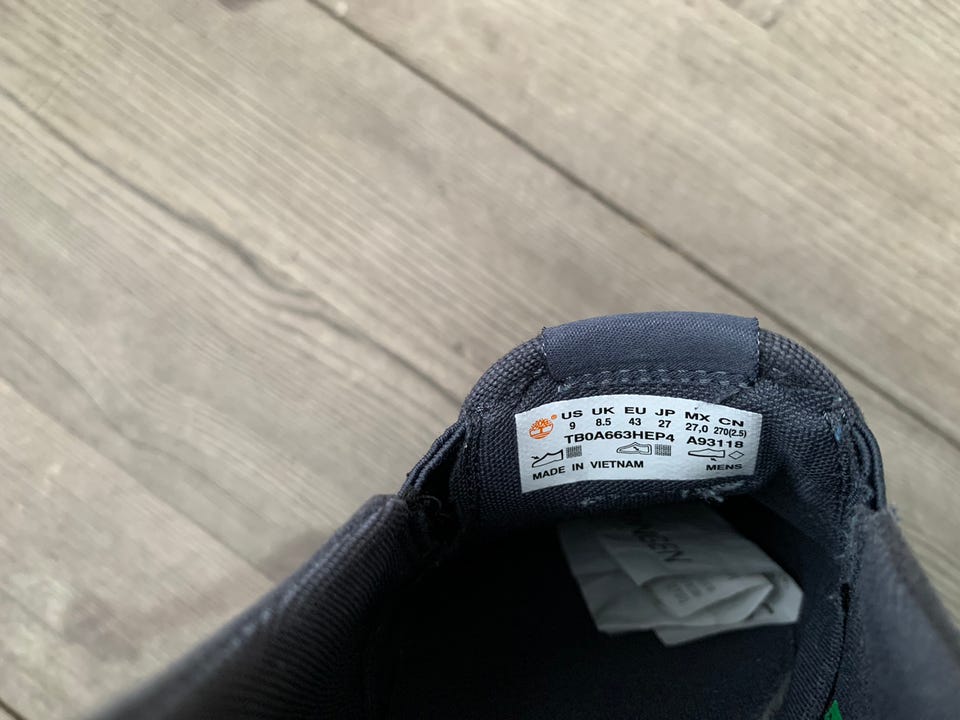 ® US UK EU JP MX CN
9 8.5 43 27 27,0 270(2.5)
TB0A663HEP4 A93118
MADE IN VIETNAM MENS